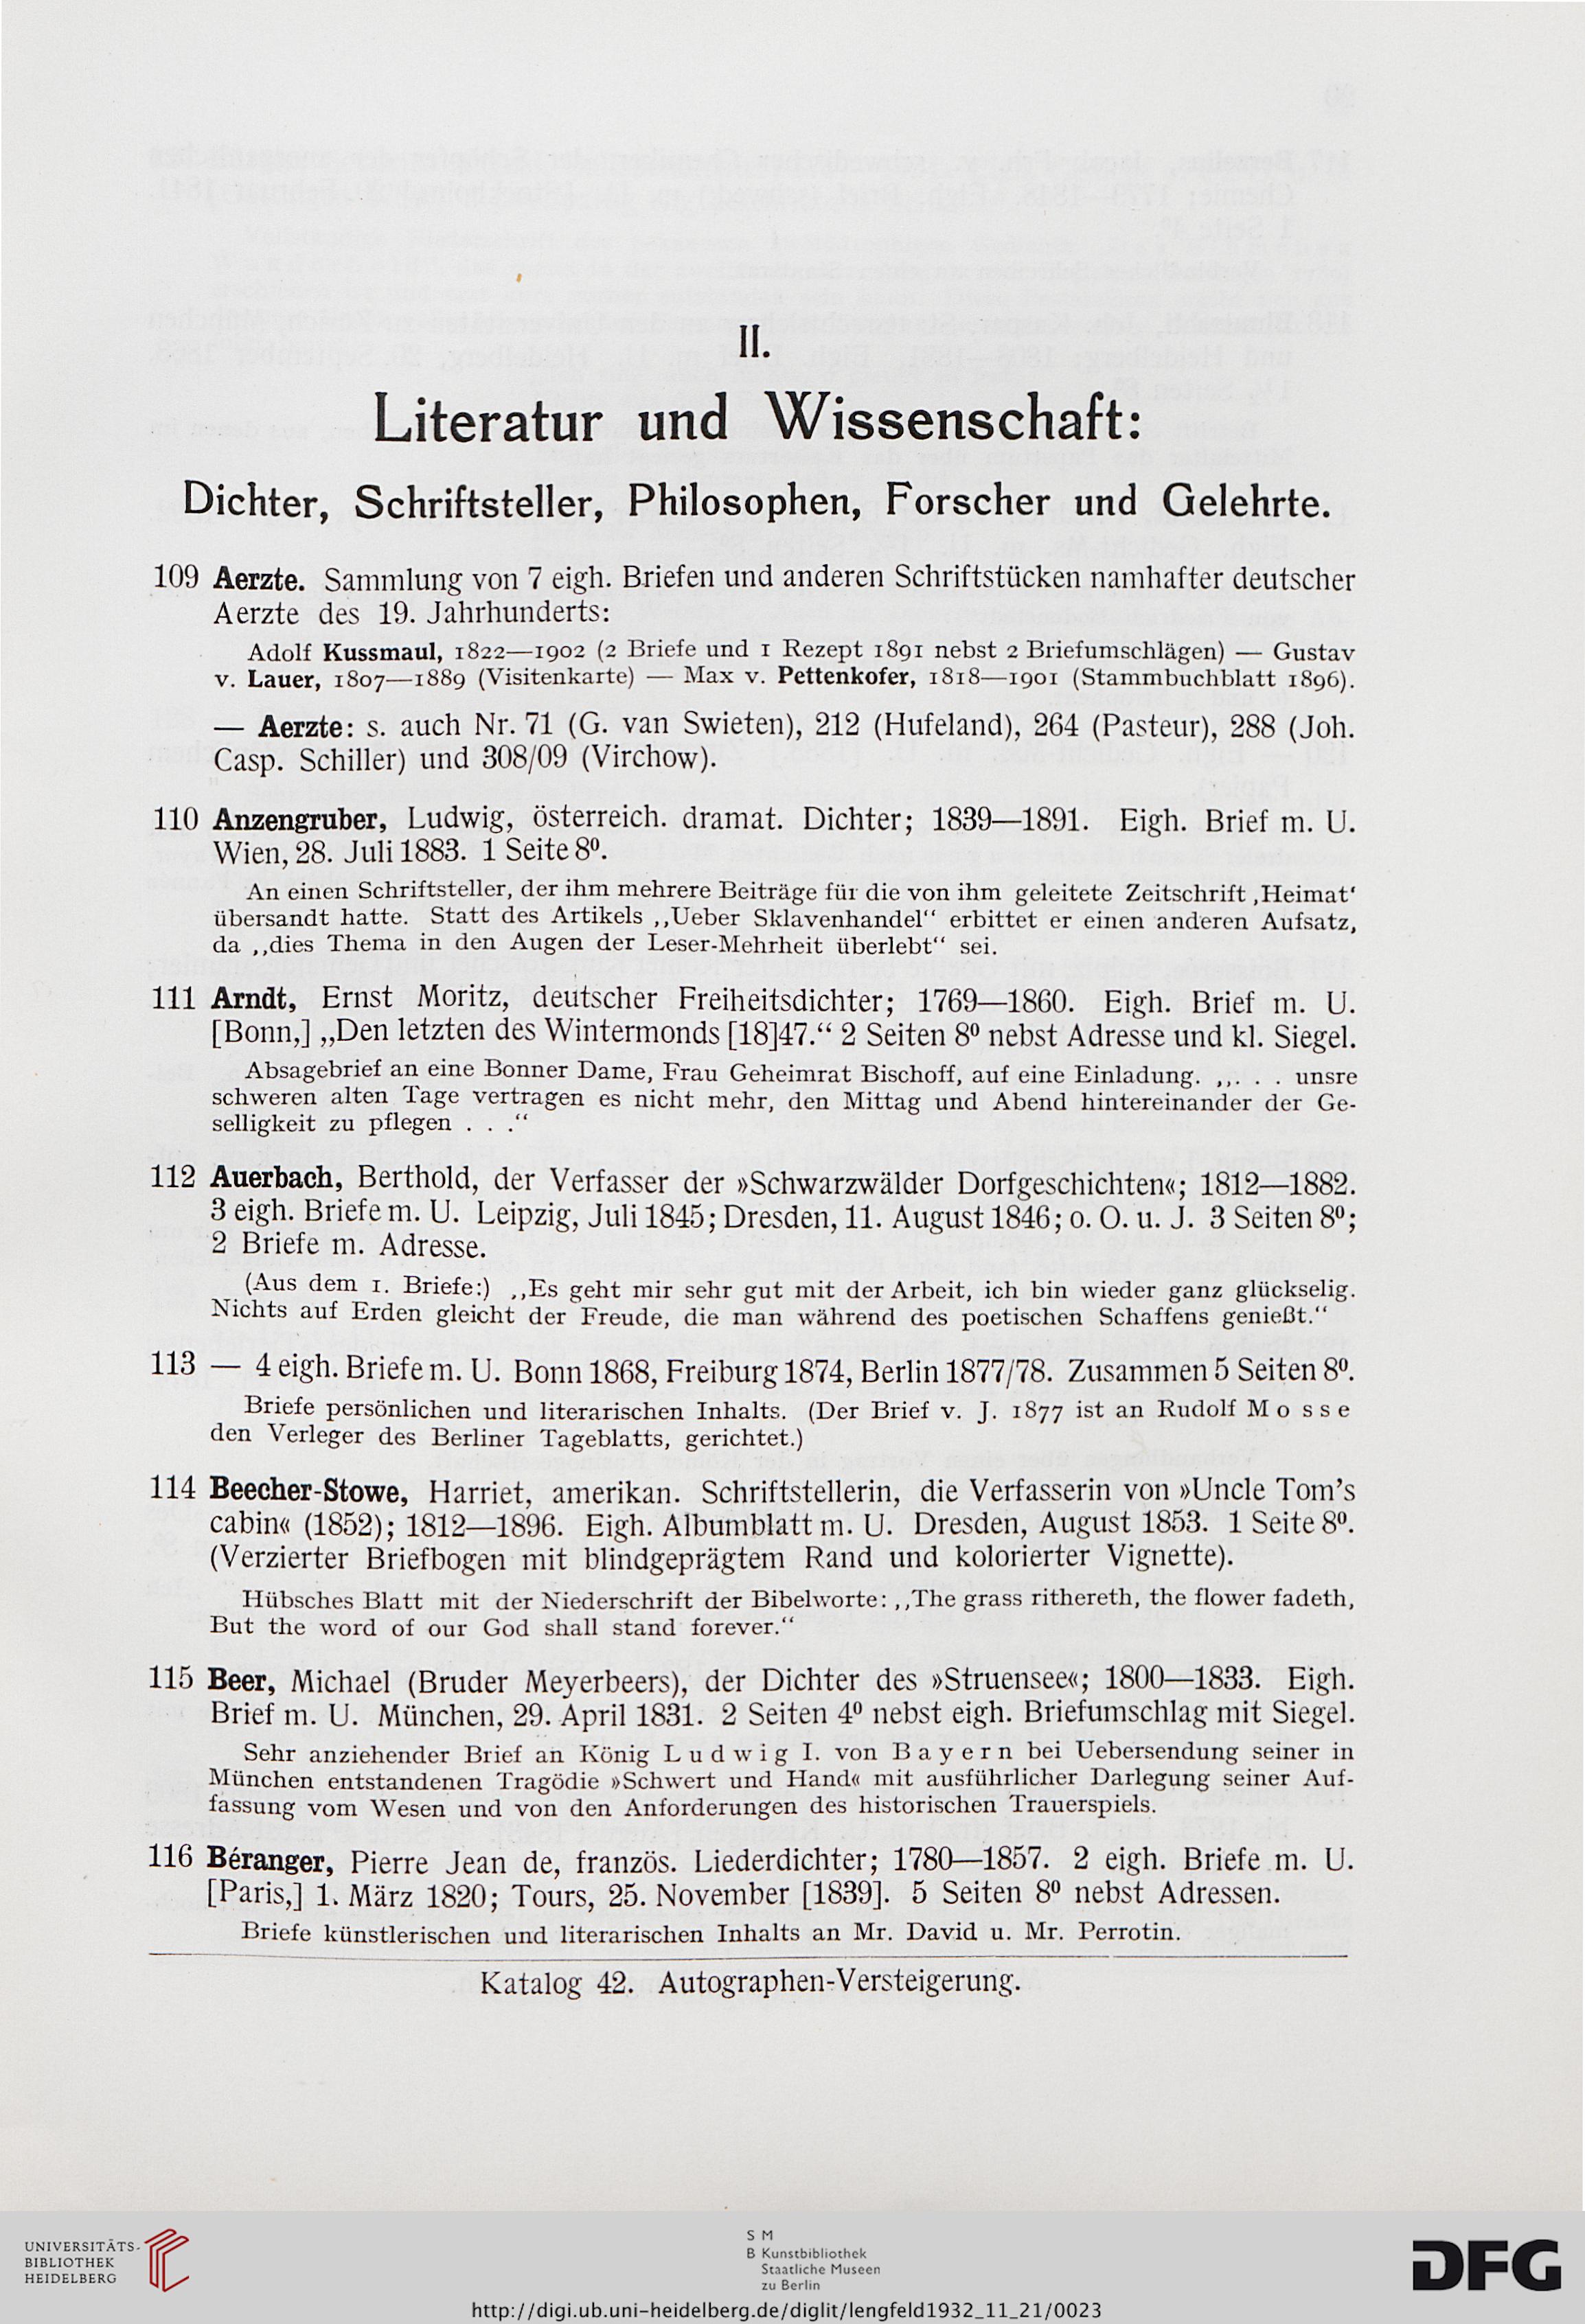 II.
Literatur und Wissenschaft:
Dichter, Schriftsteller, Philosophen, Forscher und Gelehrte.
109 Aerzte. Sammlung von 7 eigh. Briefen und anderen Schriftstücken namhafter deutscher
Aerzte des 19. Jahrhunderts:
Adolf Kussmaul, 1822—1902 (2 Briefe und 1 Rezept 1891 nebst 2 Briefumschlägen) — Gustav
v. Lauer, 1807—1889 (Visitenkarte) — Max v. Pettenkofer, 1818—1901 (Stammbuchblatt 1896).
— Aerzte: s. auch Nr. 71 (G. van Swieten), 212 (Hufeland), 264 (Pasteur), 288 (Joh.
Casp. Schiller) und 308/09 (Virchow).
110 Anzengruber, Ludwig, österreich. dramat. Dichter; 1839—1891. Eigh. Brief m. U.
Wien, 28. Juli 1883. 1 Seite 8⁰.
An einen Schriftsteller, der ihm mehrere Beiträge für die von ihm geleitete Zeitschrift ‚Heimat‘
übersandt hatte. Statt des Artikels ,,Ueber Sklavenhandel“ erbittet er einen anderen Aufsatz,
da ,,dies Thema in den Augen der Leser-Mehrheit überlebt“ sei.
111 Arndt, Ernst Moritz, deutscher Freiheitsdichter; 1769—1860. Eigh. Brief m. U.
[Bonn,] „Den letzten des Wintermonds [18]47.“ 2 Seiten 8⁰ nebst Adresse und kl. Siegel.
Absagebrief an eine Bonner Dame, Frau Geheimrat Bischoff, auf eine Einladung. ,,. . . unsre
schweren alten Tage vertragen es nicht mehr, den Mittag und Abend hintereinander der Ge-
selligkeit zu pflegen . . .“
112 Auerbach, Berthold, der Verfasser der »Schwarzwälder Dorfgeschichten«; 1812—1882.
3 eigh. Briefe m. U. Leipzig, Juli 1845; Dresden, 11. August 1846; o. O. u. J. 3 Seiten 8⁰;
2 Briefe m. Adresse.
(Aus dem 1. Briefe:) ,,Es geht mir sehr gut mit der Arbeit, ich bin wieder ganz glückselig.
Nichts auf Erden gleicht der Freude, die man während des poetischen Schaffens genießt.“
113 — 4 eigh. Briefe m. U. Bonn 1868, Freiburg 1874, Berlin 1877/78. Zusammen 5 Seiten 8⁰.
Briefe persönlichen und literarischen Inhalts. (Der Brief v. J. 1877 ist an Rudolf Mosse
den Verleger des Berliner Tageblatts, gerichtet.)
114 Beecher-Stowe, Harriet, amerikan. Schriftstellerin, die Verfasserin von »Uncle Tom’s
cabin« (1852); 1812—1896. Eigh. Albumblatt m. U. Dresden, August 1853. 1 Seite 8⁰.
(Verzierter Briefbogen mit blindgeprägtem Rand und kolorierter Vignette).
Hübsches Blatt mit der Niederschrift der Bibelworte: ,,The grass rithereth, the flower fadeth,
But the word of our God shall stand forever.“
115 Beer, Michael (Bruder Meyerbeers), der Dichter des »Struensee«; 1800—1833. Eigh.
Brief m. U. München, 29. April 1831. 2 Seiten 4⁰ nebst eigh. Briefumschlag mit Siegel.
Sehr anziehender Brief an König Ludwig I. von Bayern bei Uebersendung seiner in
München entstandenen Tragödie »Schwert und Hand« mit ausführlicher Darlegung seiner Auf-
fassung vom Wesen und von den Anforderungen des historischen Trauerspiels.
116 Béranger, Pierre Jean de, französ. Liederdichter; 1780—1857. 2 eigh. Briefe m. U.
[Paris,] 1. März 1820; Tours, 25. November [1839]. 5 Seiten 8⁰ nebst Adressen.
Briefe künstlerischen und literarischen Inhalts an Mr. David u. Mr. Perrotin.
Katalog 42. Autographen-Versteigerung.
UNIVERSITÄTS-
BIBLIOTHEK
HEIDELBERG
S M
B Kunstbibliothek
Staatliche Museen
zu Berlin
DFG
http://digi.ub.uni-heidelberg.de/diglit/lengfeld1932_11_21/0023